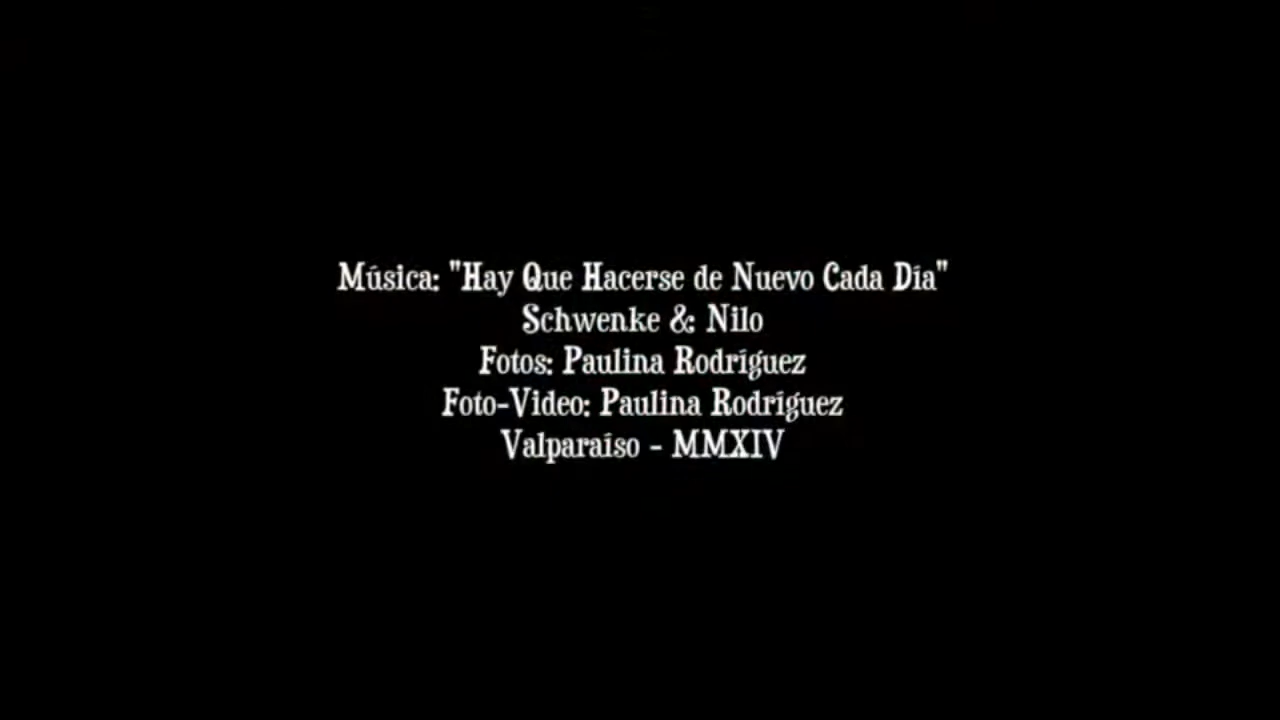 Música: "Hay Que Hacerse de Nuevo Cada Día"
Schwenke & Nilo
Fotos: Paulina Rodríguez
Foto-Video: Paulina Rodríguez
Valparaíso - MMXIV